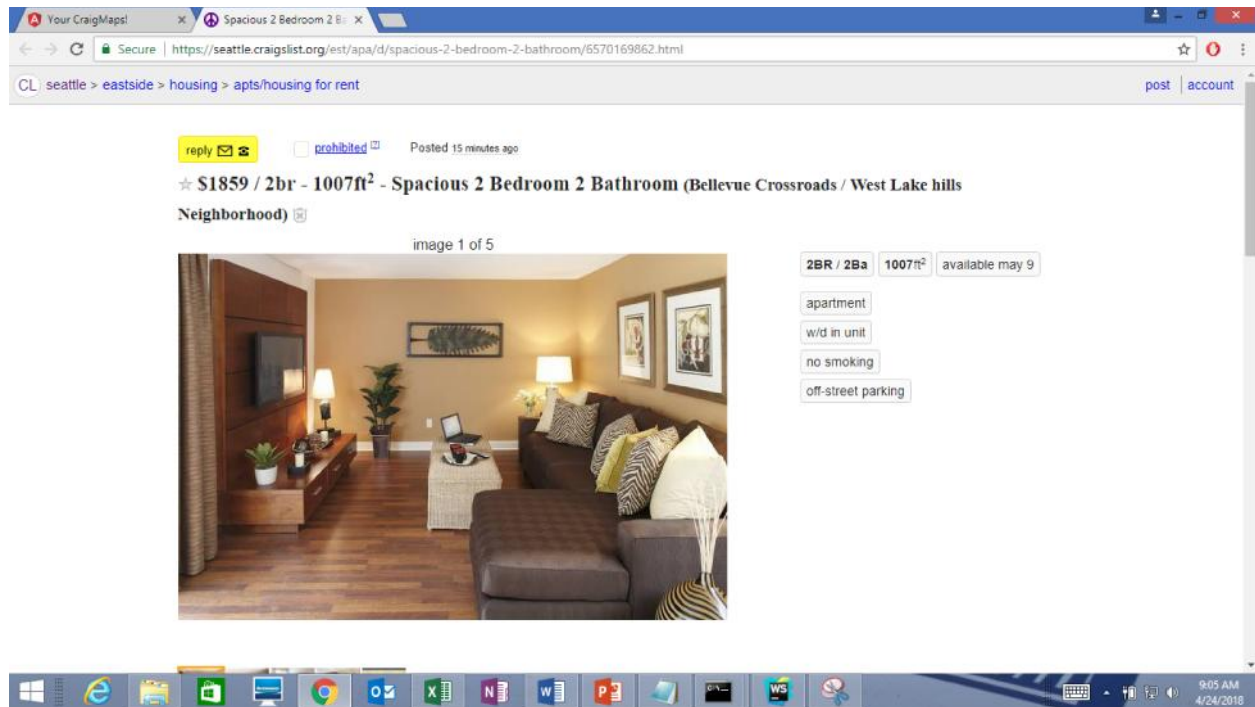 Your CraigMaps!
Spacious 2 Bedroom 2 Ba
Secure | https://seattle.craigslist.org/est/apa/d/spacious-2-bedroom-2-bathroom/6570169862.html
CL seattle > eastside > housing > apts/housing for rent
post account
reply prohibited [?] Posted 15 minutes ago
$1859 / 2br - 1007ft² - Spacious 2 Bedroom 2 Bathroom (Bellevue Crossroads / West Lake hills
Neighborhood)
image 1 of 5
2BR / 2Ba 1007ft² available may 9
apartment
w/d in unit
no smoking
off-street parking
9:05 AM
4/24/2018